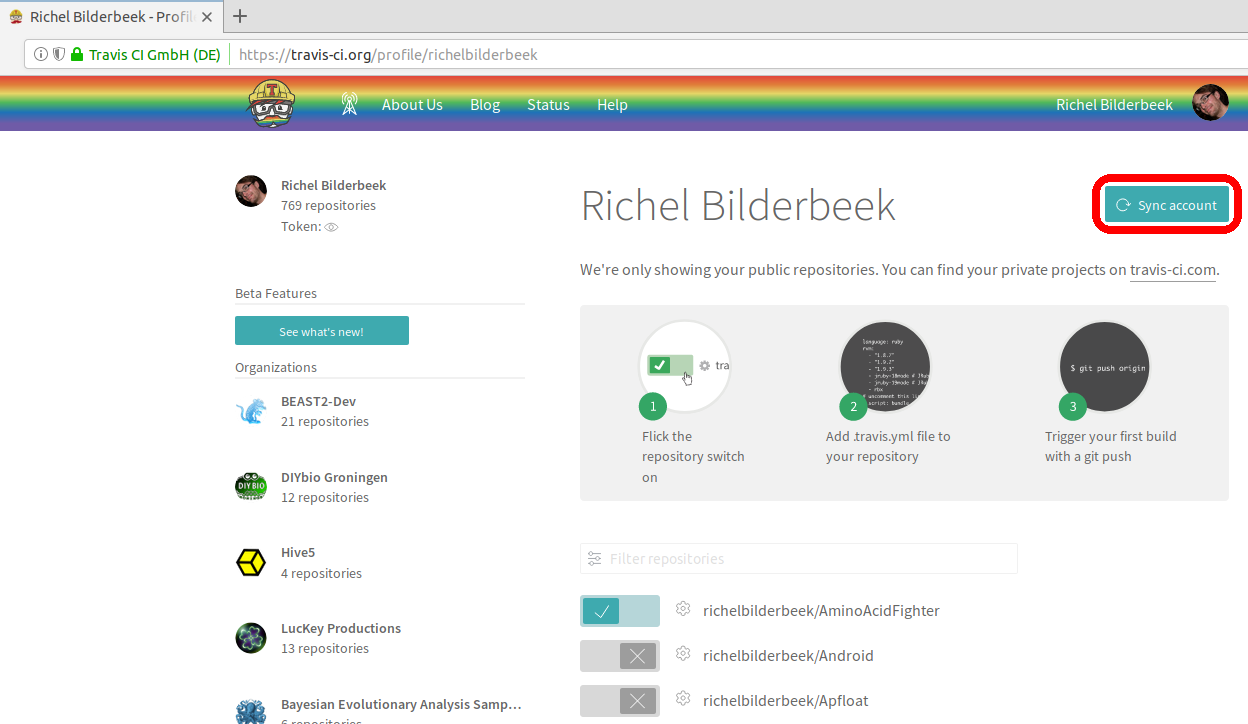 Richel Bilderbeek - Profil
Travis CI GmbH (DE)
https://travis-ci.org/profile/richelbilderbeek
T
About Us
Blog
Status
Help
Richel Bilderbeek
Richel Bilderbeek
769 repositories
Token:
Beta Features
See what's new!
Organizations
BEAST2-Dev
21 repositories
DIY BIO
DIYbio Groningen
12 repositories
Hive5
4 repositories
LucKey Productions
13 repositories
Bayesian Evolutionary Analysis Samp...
6 repositories
Richel Bilderbeek
Sync account
We're only showing your public repositories. You can find your private projects on travis-ci.com.
tra
1
Flick the
repository switch
on
language: ruby
rvm:
- "1.8.7"
- "1.9.2"
- "1.9.3"
- jruby-18mode # JRu
- jruby-19mode # JRu
- rbx
# uncomment this li
script: bundle
2
Add .travis.yml file to
your repository
$ git push origin
3
Trigger your first build
with a git push
Filter repositories
richelbilderbeek/AminoAcidFighter
richelbilderbeek/Android
richelbilderbeek/Apfloat